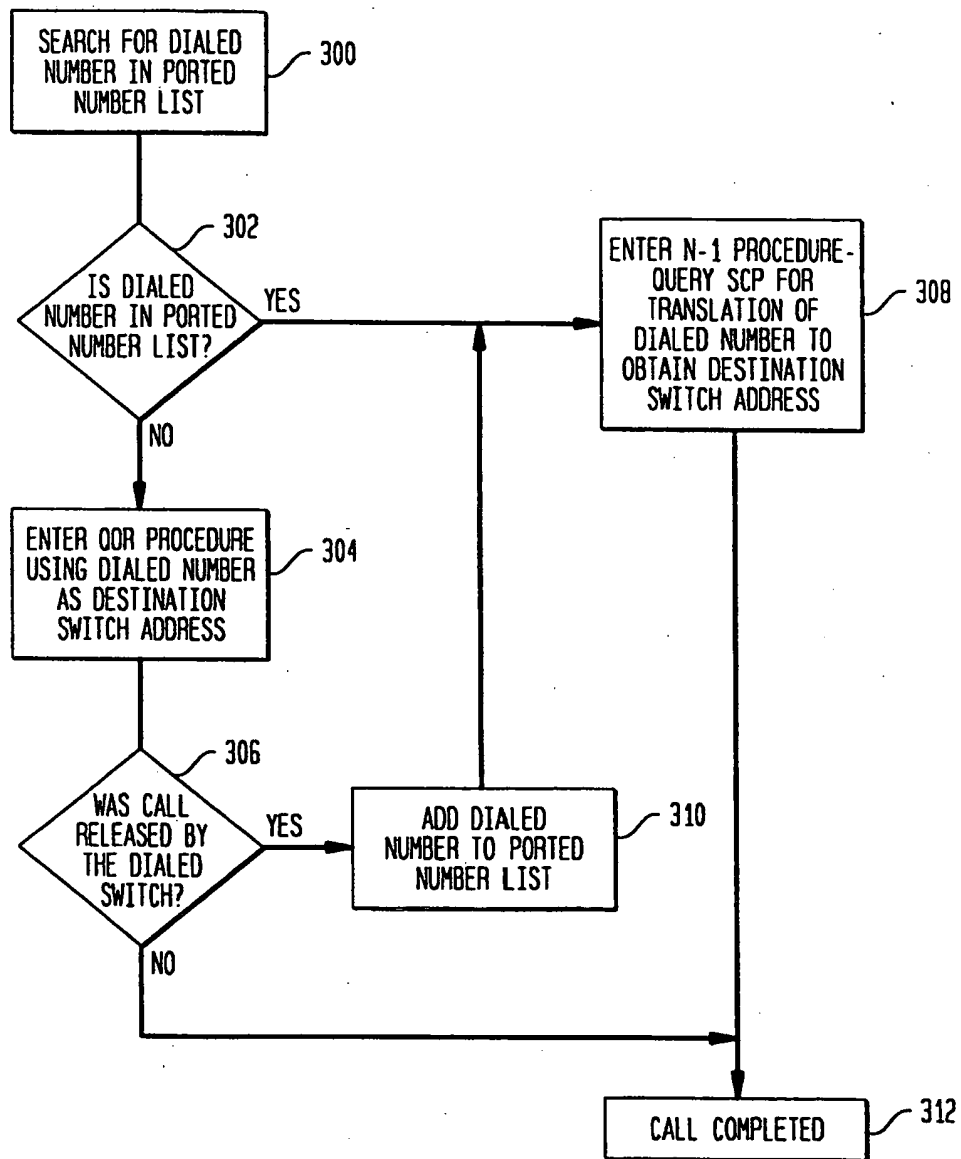 SEARCH FOR DIALED
NUMBER IN PORTED
NUMBER LIST
300
302
IS DIALED
NUMBER IN PORTED
NUMBER LIST?
YES
NO
ENTER N-1 PROCEDURE-
QUERY SCP FOR
TRANSLATION OF
DIALED NUMBER TO
OBTAIN DESTINATION
SWITCH ADDRESS
308
ENTER QOR PROCEDURE
USING DIALED NUMBER
AS DESTINATION
SWITCH ADDRESS
304
306
WAS CALL
RELEASED BY
THE DIALED
SWITCH?
YES
NO
ADD DIALED
NUMBER TO PORTED
NUMBER LIST
310
CALL COMPLETED
312